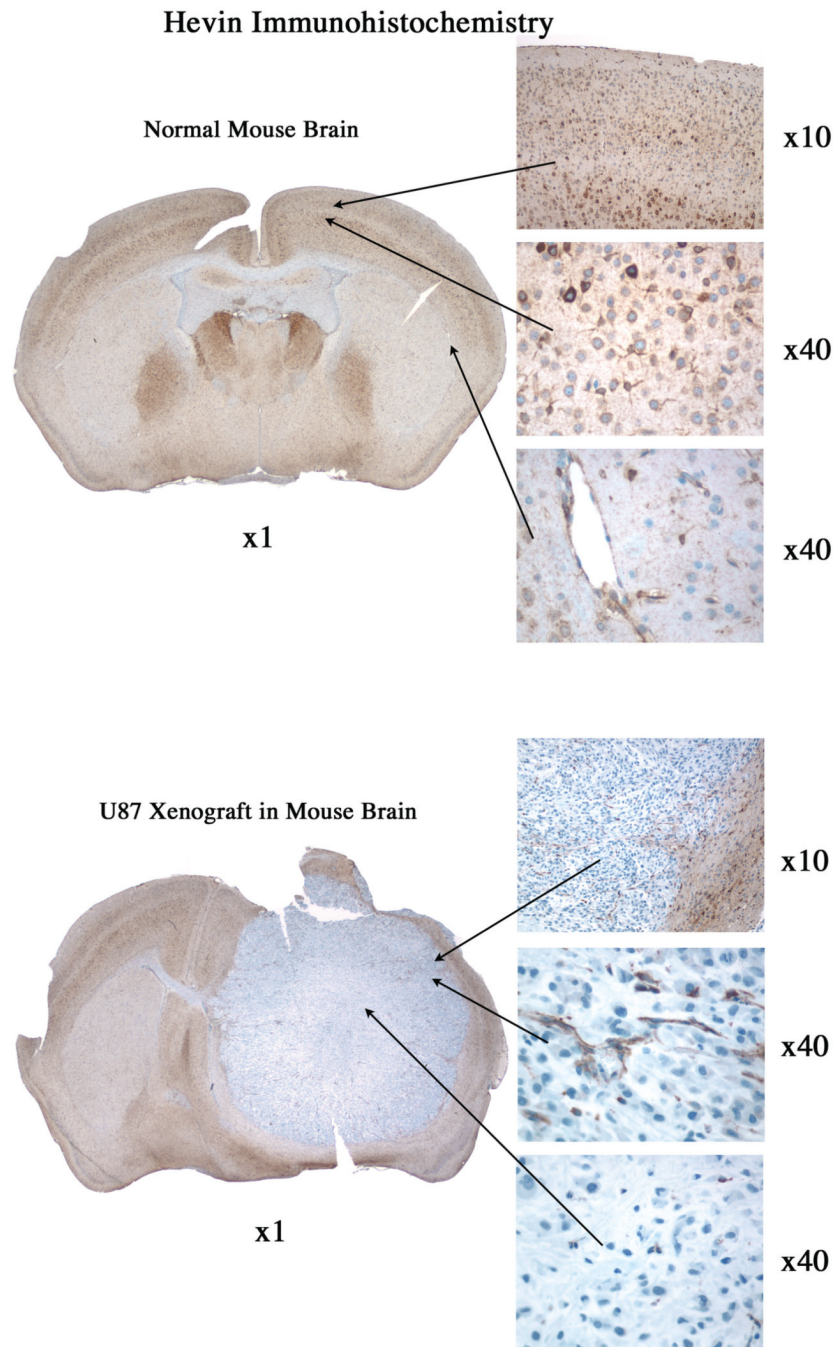 Hevin Immunohistochemistry
Normal Mouse Brain
x10
x40
x40
x1
U87 Xenograft in Mouse Brain
x10
x40
x40
x1